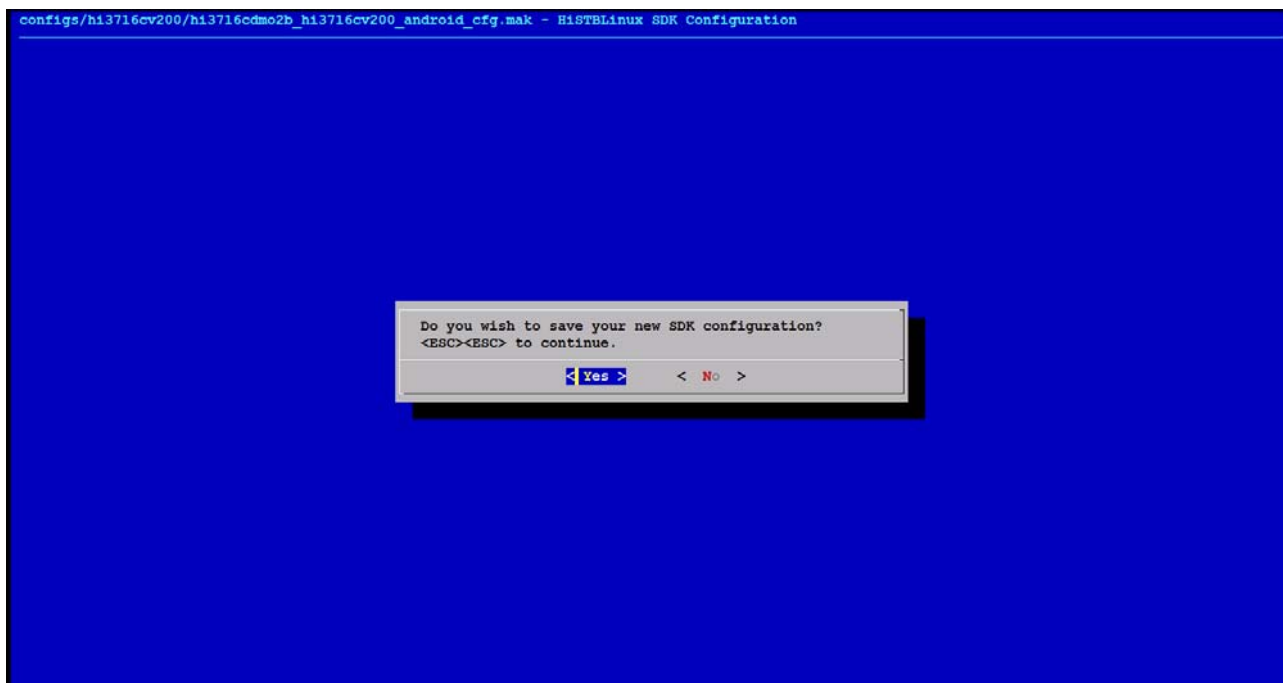 configs/hi3716cv200/hi3716cdmo2b_hi3716cv200_android_cfg.mak - HiSTBLinux SDK Configuration
Do you wish to save your new SDK configuration?
<ESC><ESC> to continue.
< Yes > < No >